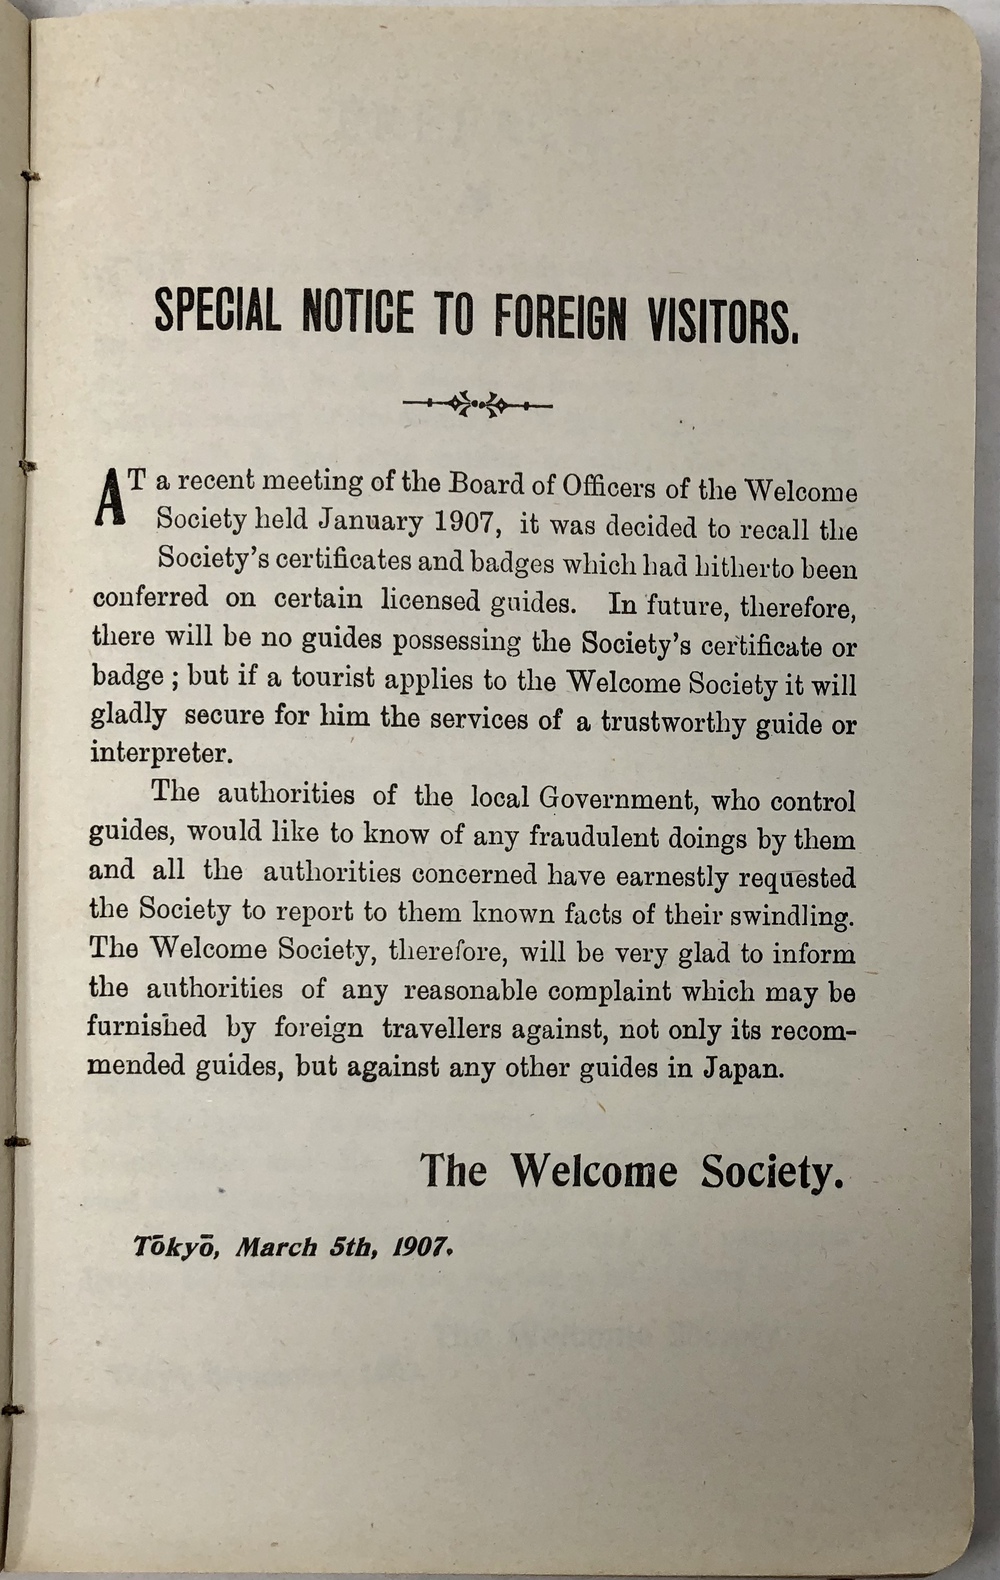 SPECIAL NOTICE TO FOREIGN VISITORS.
AT a recent meeting of the Board of Officers of the Welcome
Society held January 1907, it was decided to recall the
Society's certificates and badges which had hitherto been
conferred on certain licensed guides. In future, therefore,
there will be no guides possessing the Society's certificate or
badge ; but if a tourist applies to the Welcome Society it will
gladly secure for him the services of a trustworthy guide or
interpreter.
The authorities of the local Government, who control
guides, would like to know of any fraudulent doings by them
and all the authorities concerned have earnestly requested
the Society to report to them known facts of their swindling.
The Welcome Society, therefore, will be very glad to inform
the authorities of any reasonable complaint which may be
furnished by foreign travellers against, not only its recom-
mended guides, but against any other guides in Japan.
The Welcome Society.
Tōkyō, March 5th, 1907.